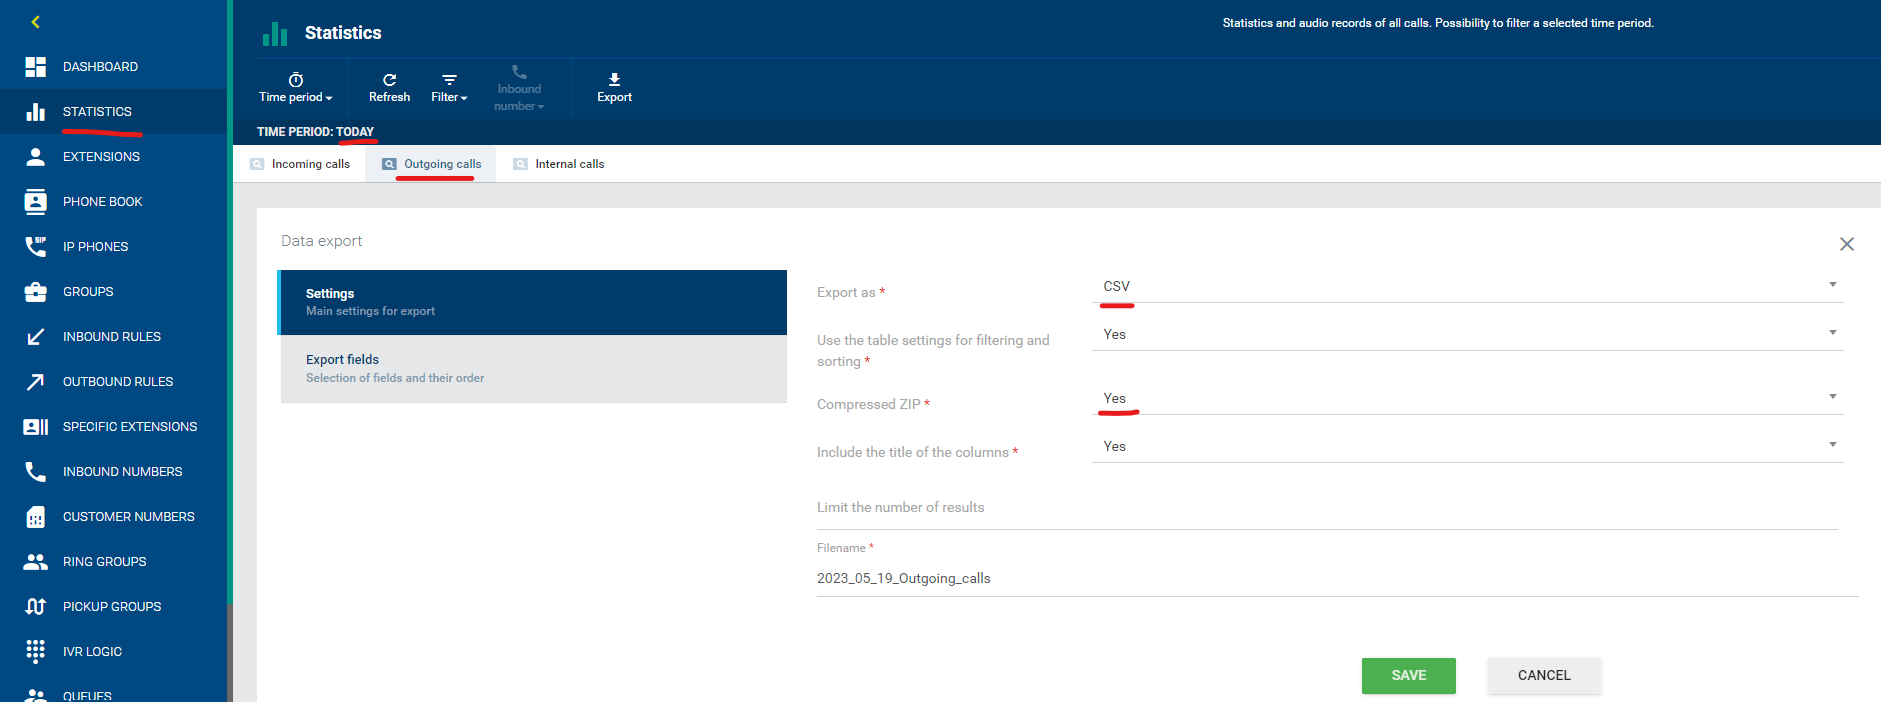 DASHBOARD
STATISTICS
EXTENSIONS
PHONE BOOK
SIP
IP PHONES
GROUPS
INBOUND RULES
OUTBOUND RULES
SPECIFIC EXTENSIONS
INBOUND NUMBERS
CUSTOMER NUMBERS
RING GROUPS
PICKUP GROUPS
IVR LOGIC
QUEUES
Statistics
Statistics and audio records of all calls. Possibility to filter a selected time period.
Time period
Refresh
Filter
Inbound
number
Export
TIME PERIOD: TODAY
Incoming calls
Outgoing calls
Internal calls
Data export
Settings
Main settings for export
Export fields
Selection of fields and their order
Export as *
CSV
Use the table settings for filtering and
sorting *
Yes
Compressed ZIP *
Yes
Include the title of the columns *
Yes
Limit the number of results
Filename *
2023_05_19_Outgoing_calls
SAVE
CANCEL